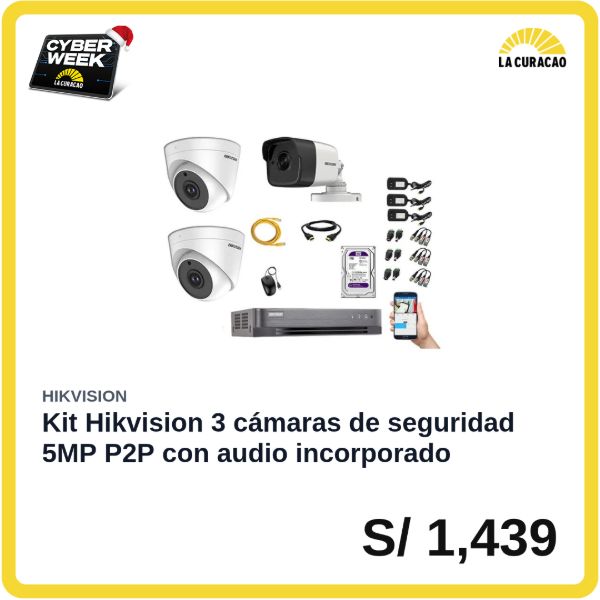 CYBER
WEEK
LA CURACAO
LA CURACAO
HIKVISION
Kit Hikvision 3 cámaras de seguridad
5MP P2P con audio incorporado
S/ 1,439